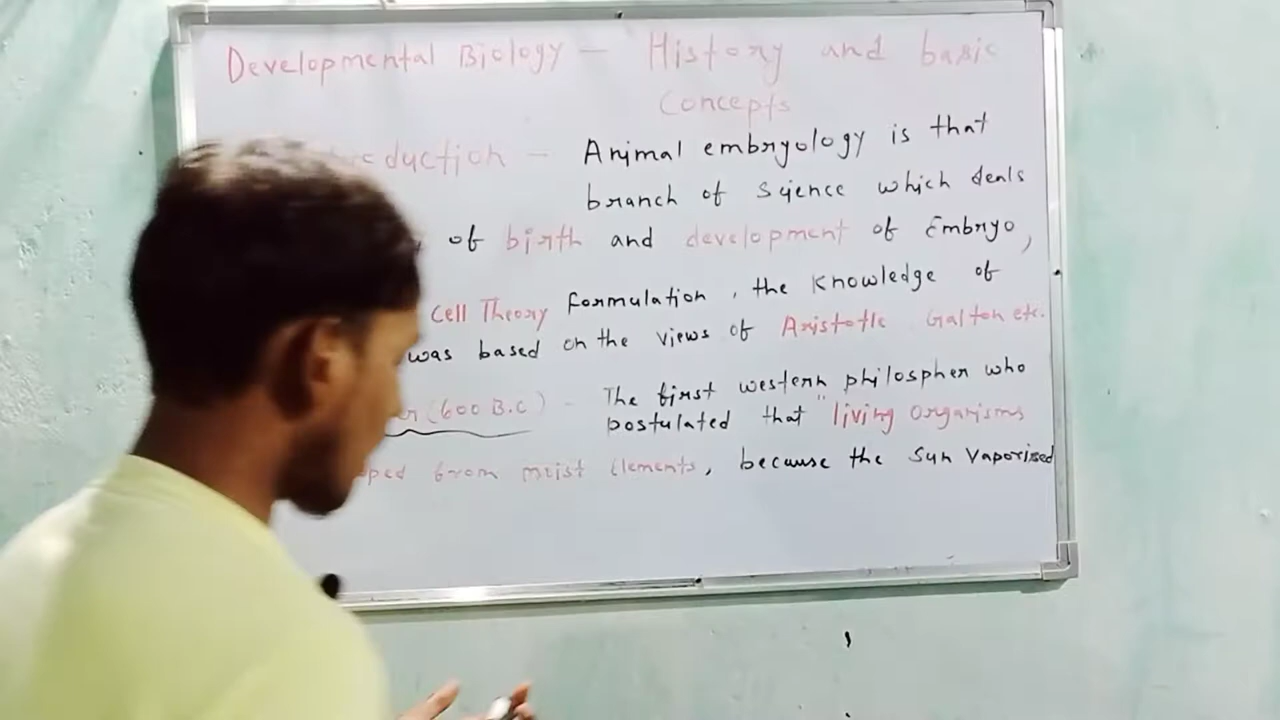 Developmental Biology - History and basic
Concepts
duction - Animal embryology is that
branch of science which deals
of birth and development of Embryo,
Cell Theory formulation, the knowledge of
was based on the views of Aristotle Galton etc.
(600 B.C) - The first western philospher who
postulated that "living organisms
from moist elements, because the Sun vaporised